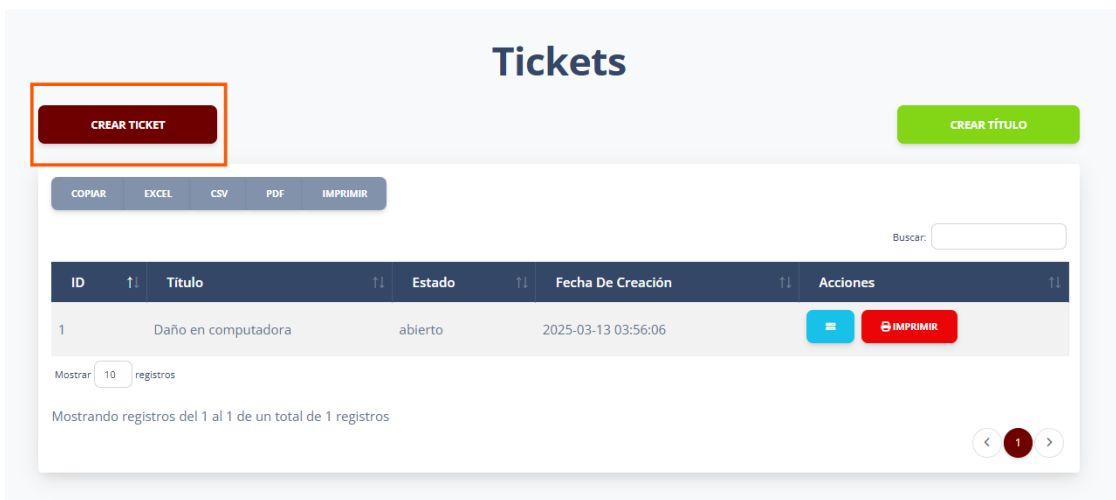 Tickets
CREAR TICKET
CREAR TÍTULO
COPIAR EXCEL CSV PDF IMPRIMIR
Buscar:
ID Título Estado Fecha De Creación Acciones
1 Daño en computadora abierto 2025-03-13 03:56:06 IMPRIMIR
Mostrar 10 registros
Mostrando registros del 1 al 1 de un total de 1 registros
1